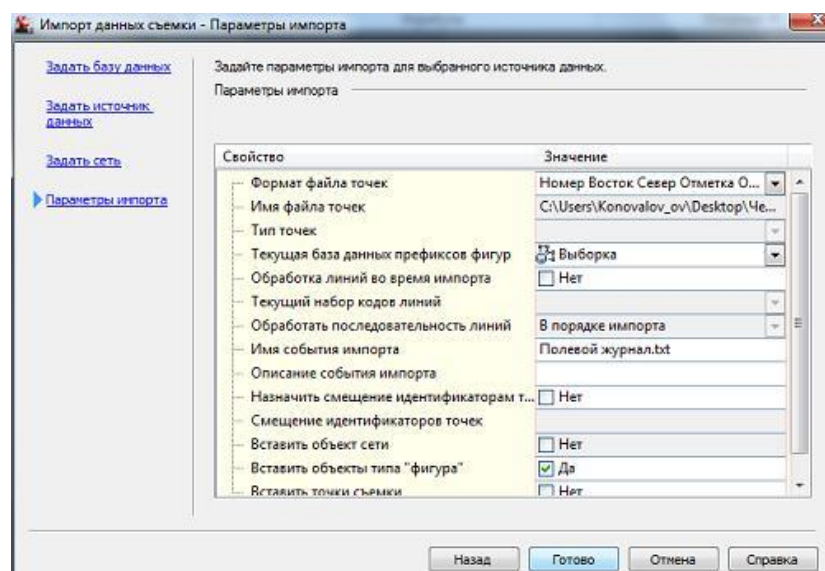 Импорт данных съемки - Параметры импорта
Задать базу данных
Задать источник данных
Задать сеть
Параметры импорта
Задайте параметры импорта для выбранного источника данных.
Параметры импорта
Свойство Значение
Формат файла точек Номер Восток Север Отметка О...
Имя файла точек C:\Users\Konovalov_ov\Desktop\Че...
Тип точек
Текущая база данных префиксов фигур Выборка
Обработка линий во время импорта Нет
Текущий набор кодов линий
Обработать последовательность линий В порядке импорта
Имя события импорта Полевой журнал.txt
Описание события импорта
Назначить смещение идентификаторам т... Нет
Смещение идентификаторов точек
Вставить объект сети Нет
Вставить объекты типа "фигура" Да
Вставить точки съемки Нет
Назад Готово Отмена Справка